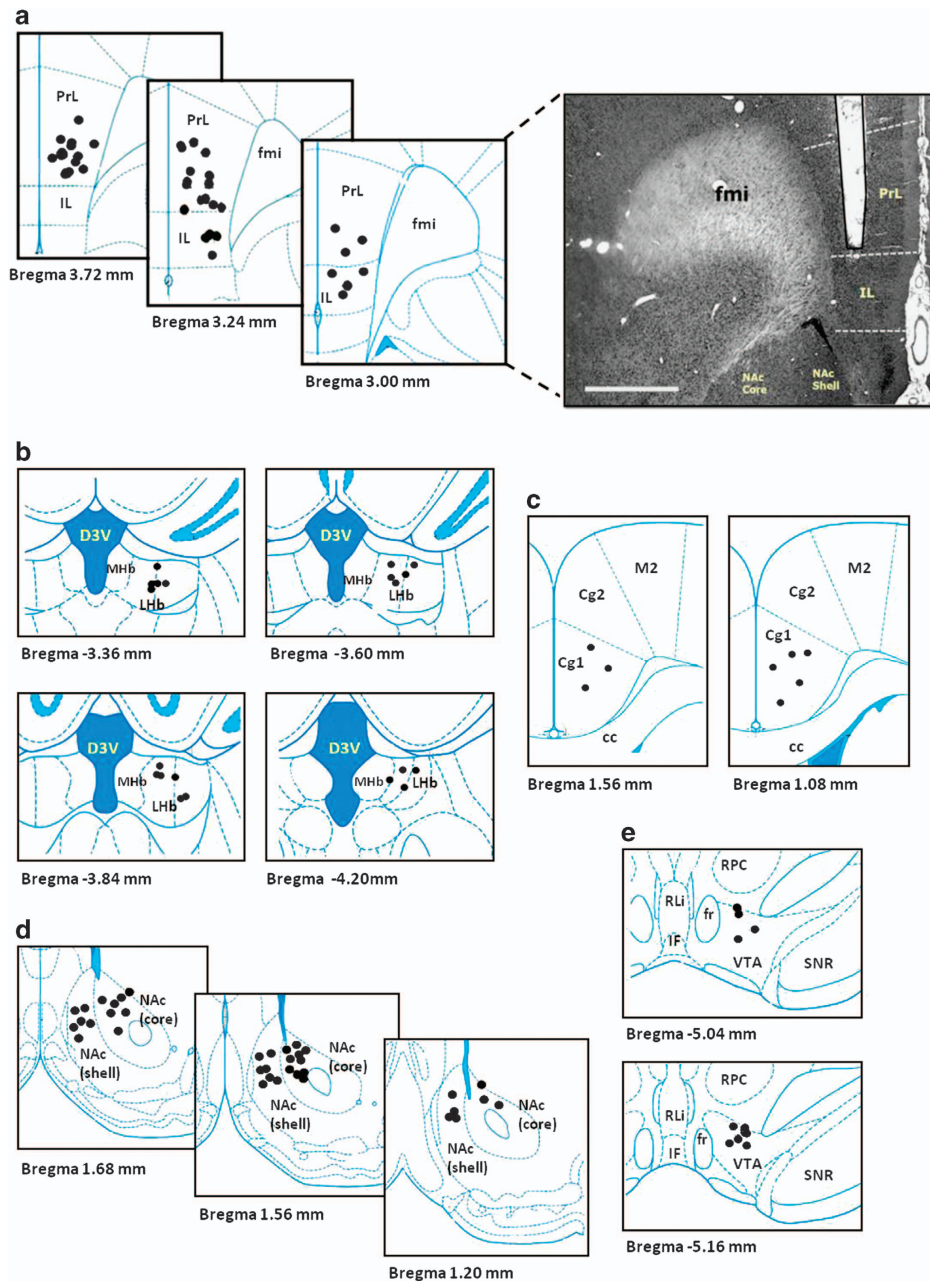 a
PrL
IL
Bregma 3.72 mm
PrL
fmi
IL
Bregma 3.24 mm
PrL
fmi
IL
Bregma 3.00 mm
fmi
PrL
IL
NAc
Core
NAc
Shell
b
D3V
MHb
LHb
Bregma -3.36 mm
D3V
MHb
LHb
Bregma -3.60 mm
D3V
MHb
LHb
Bregma -3.84 mm
D3V
MHb
LHb
Bregma -4.20mm
c
M2
Cg2
Cg1
cc
Bregma 1.56 mm
M2
Cg2
Cg1
cc
Bregma 1.08 mm
d
NAc
(core)
NAc
(shell)
Bregma 1.68 mm
NAc
(core)
NAc
(shell)
Bregma 1.56 mm
NAc
(core)
NAc
(shell)
Bregma 1.20 mm
e
RPC
RLi
fr
IF
VTA
SNR
Bregma -5.04 mm
RPC
RLi
fr
IF
VTA
SNR
Bregma -5.16 mm